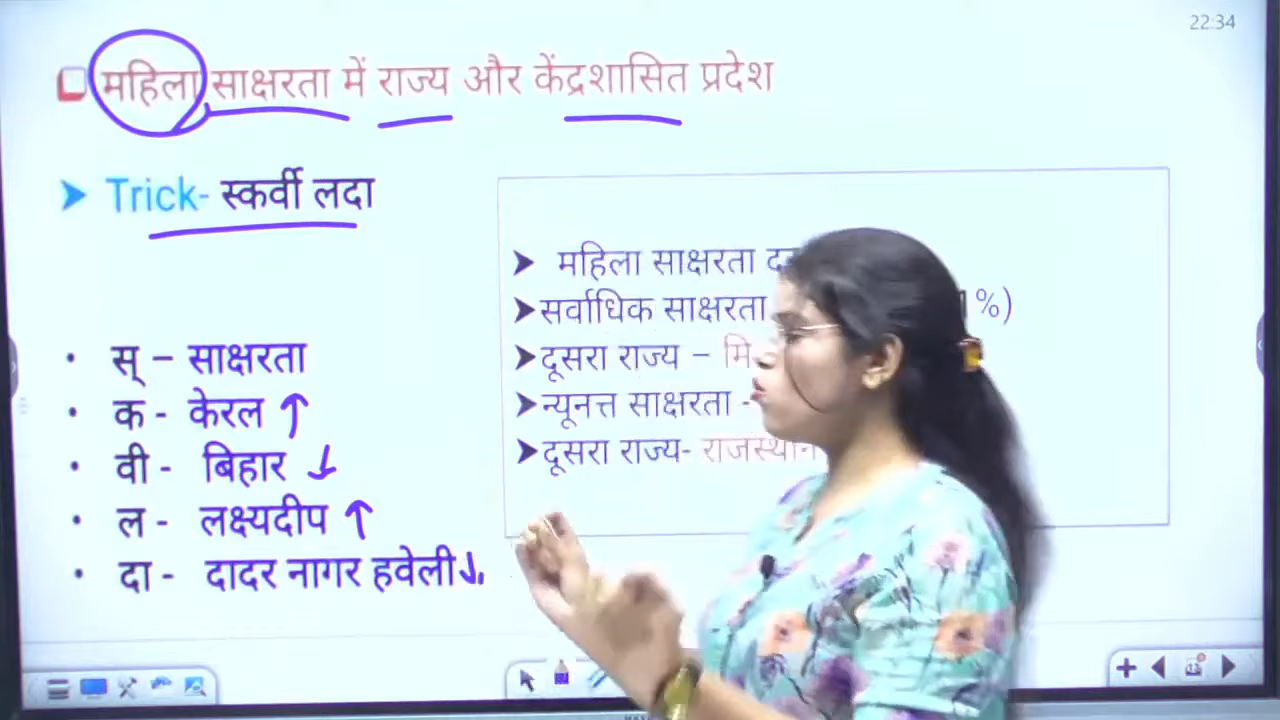 22:34
महिला साक्षरता में राज्य और केंद्रशासित प्रदेश
Trick- स्कर्वी लदा
स् – साक्षरता
क - केरल ↑
वी - बिहार ↓
ल - लक्ष्यदीप ↑
दा - दादर नागर हवेली ↓
महिला साक्षरता
सर्वाधिक साक्षरता %)
दूसरा राज्य –
न्यूनत्त साक्षरता -
दूसरा राज्य- राजस्थान